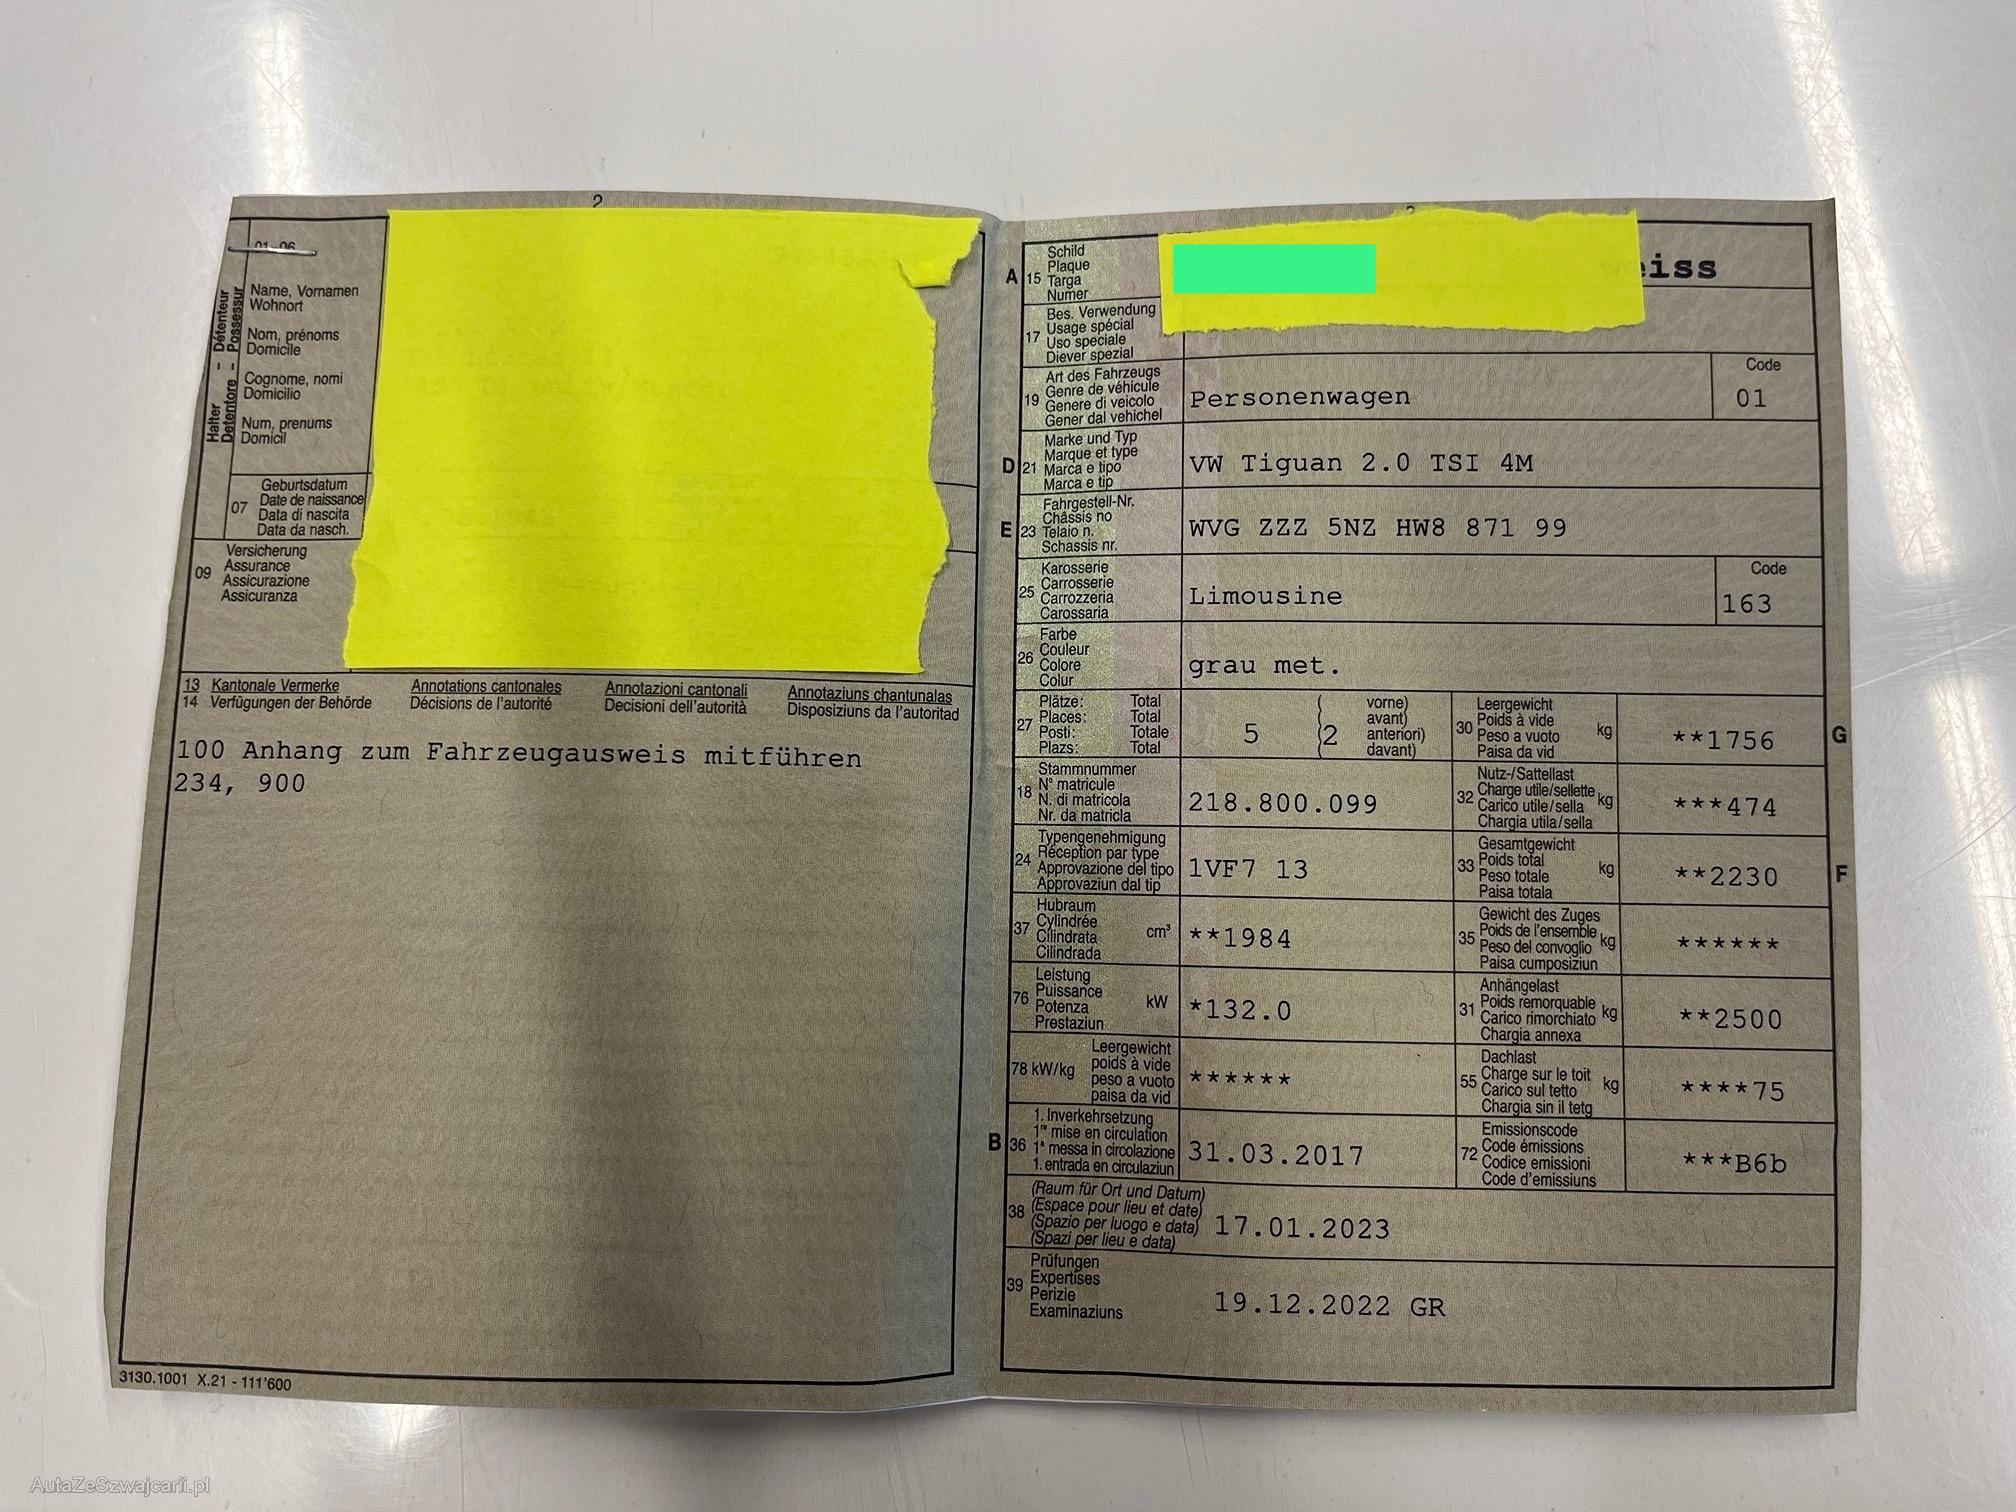 2
01-06
Halter - Détenteur
Detentore - Possessur
Name, Vornamen
Wohnort
Nom, prénoms
Domicile
Cognome, nomi
Domicilio
Num, prenums
Domicil
07
Geburtsdatum
Date de naissance
Data di nascita
Data da nasch.
09
Versicherung
Assurance
Assicurazione
Assicuranza
13 Kantonale Vermerke Annotations cantonales Annotazioni cantonali Annotaziuns chantunalas
14 Verfügungen der Behörde Décisions de l'autorité Decisioni dell'autorità Disposiziuns da l'autoritad
100 Anhang zum Fahrzeugausweis mitführen
234, 900
3130.1001 X.21 - 111'600
A 15
Schild
Plaque
Targa
Numer
eiss
17
Bes. Verwendung
Usage spécial
Uso speciale
Diever spezial
19
Art des Fahrzeugs
Genre de véhicule
Genere di veicolo
Gener dal vehichel
Personenwagen
Code
01
D 21
Marke und Typ
Marque et type
Marca e tipo
Marca e tip
VW Tiguan 2.0 TSI 4M
E 23
Fahrgestell-Nr.
Châssis no
Telaio n.
Schassis nr.
WVG ZZZ 5NZ HW8 871 99
25
Karosserie
Carrosserie
Carrozzeria
Carossaria
Limousine
Code
163
26
Farbe
Couleur
Colore
Colur
grau met.
27
Plätze: Total
Places: Total
Posti: Totale
Plazs: Total
5
(2
vorne)
avant)
anteriori)
davant)
30
Leergewicht
Poids à vide
Peso a vuoto
Paisa da vid
kg
**1756
G
18
Stammnummer
N° matricule
N. di matricola
Nr. da matricla
218.800.099
32
Nutz-/Sattellast
Charge utile/sellette
Carico utile/sella
Chargia utila/sella
kg
***474
24
Typengenehmigung
Réception par type
Approvazione del tipo
Approvaziun dal tip
1VF7 13
33
Gesamtgewicht
Poids total
Peso totale
Paisa totala
kg
**2230
F
37
Hubraum
Cylindrée
Cilindrata
Cilindrada
cm³
**1984
35
Gewicht des Zuges
Poids de l'ensemble
Peso del convoglio
Paisa cumposiziun
kg
******
76
Leistung
Puissance
Potenza
Prestaziun
kW
*132.0
31
Anhängelast
Poids remorquable
Carico rimorchiato
Chargia annexa
kg
**2500
78 kW/kg
Leergewicht
poids à vide
peso a vuoto
paisa da vid
******
55
Dachlast
Charge sur le toit
Carico sul tetto
Chargia sin il tetg
kg
****75
B 36
1. Inverkehrsetzung
1re mise en circulation
1a messa in circolazione
1. entrada en circulaziun
31.03.2017
72
Emissionscode
Code émissions
Codice emissioni
Code d'emissiuns
***B6b
38
(Raum für Ort und Datum)
(Espace pour lieu et date)
(Spazio per luogo e data)
(Spazi per lieu e data)
17.01.2023
39
Prüfungen
Expertises
Perizie
Examinaziuns
19.12.2022 GR
AutaZeSzwajcarii.pl